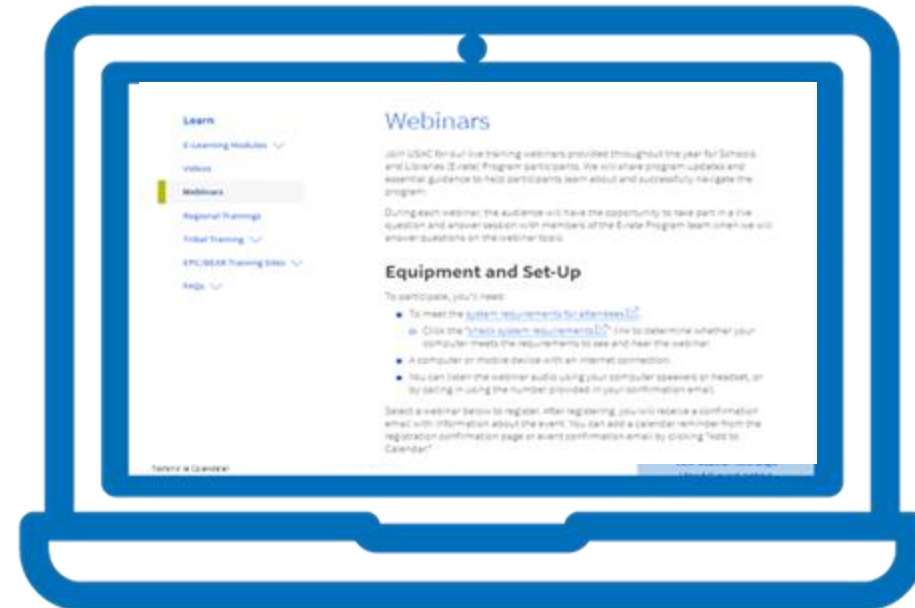 Learn
E-Learning Modules
Videos
Webinars
Regional Trainings
Tribal Training
EPC/BEAR Training Sites
FAQs
Webinars
Join USAC for our live training webinars provided throughout the year for Schools
and Libraries (E-rate) Program participants. We will share program updates and
essential guidance to help participants learn about and successfully navigate the
program.
During each webinar, the audience will have the opportunity to take part in a live
question and answer session with members of the E-rate Program team when we will
answer questions on the webinar topic.
Equipment and Set-Up
To participate, you'll need:
To meet the system requirements for attendees
Click the "check system requirements" link to determine whether your
computer meets the requirements to see and hear the webinar.
A computer or mobile device with an internet connection.
You can listen the webinar audio using your computer speakers or headset, or
by calling in using the number provided in your confirmation email.
Select a webinar below to register. After registering, you will receive a confirmation
email with information about the event. You can add a calendar reminder from the
registration confirmation page or event confirmation email by clicking "Add to
Calendar."